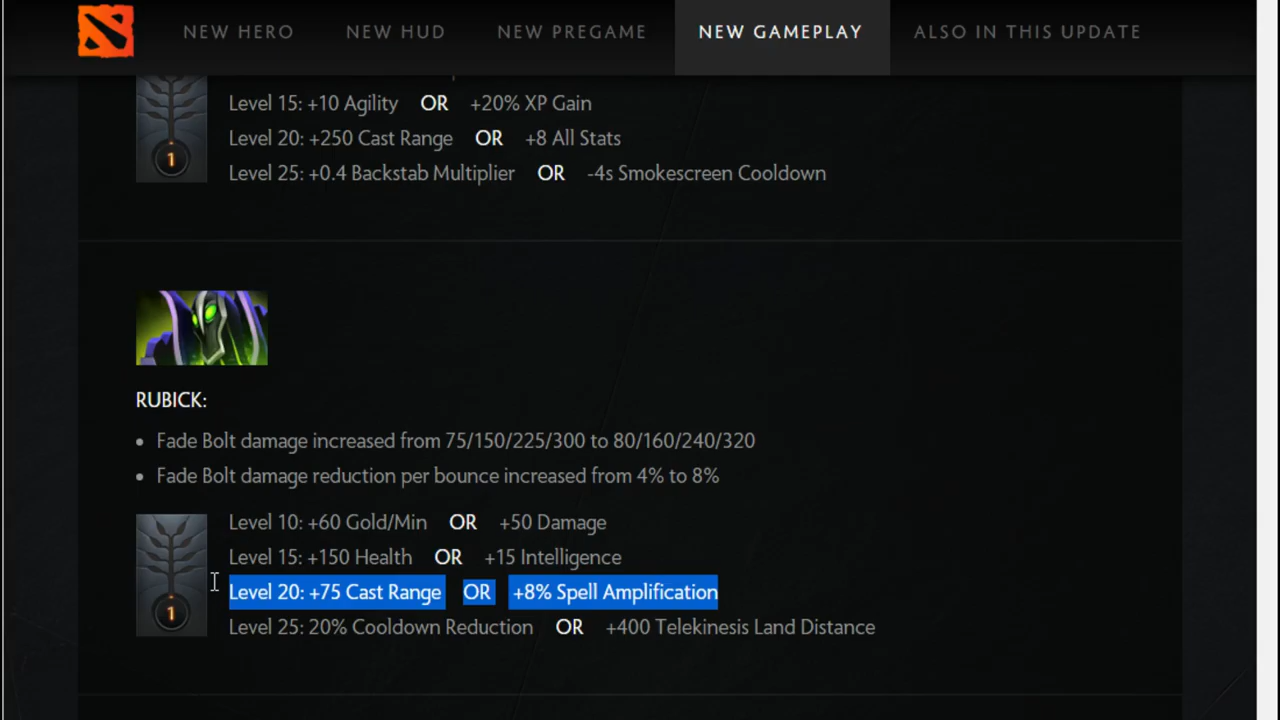 NEW HERO NEW HUD NEW PREGAME NEW GAMEPLAY ALSO IN THIS UPDATE
Level 15: +10 Agility OR +20% XP Gain
Level 20: +250 Cast Range OR +8 All Stats
1
Level 25: +0.4 Backstab Multiplier OR -4s Smokescreen Cooldown
RUBICK:
• Fade Bolt damage increased from 75/150/225/300 to 80/160/240/320
• Fade Bolt damage reduction per bounce increased from 4% to 8%
Level 10: +60 Gold/Min OR +50 Damage
Level 15: +150 Health OR +15 Intelligence
Level 20: +75 Cast Range OR +8% Spell Amplification
1
Level 25: 20% Cooldown Reduction OR +400 Telekinesis Land Distance